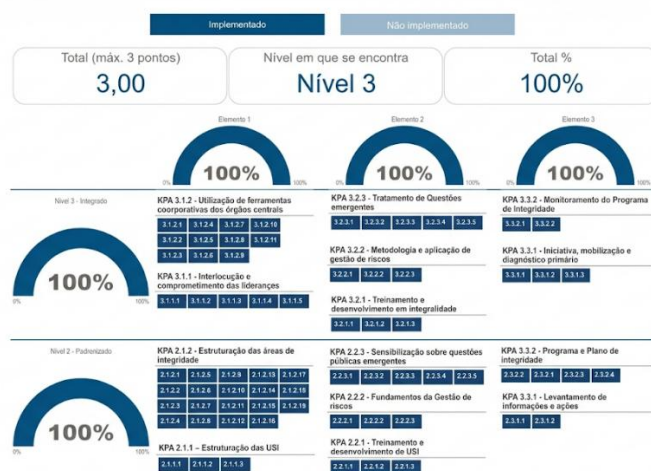 Implementado
Não implementado
Total (máx. 3 pontos)
3,00
Nível em que se encontra
Nível 3
Total %
100%
Elemento 1
100%
0%
100%
Elemento 2
100%
0%
100%
Elemento 3
100%
0%
100%
Nível 3 - Integrado
100%
0%
100%
KPA 3.1.2 - Utilização de ferramentas
coorporativas dos órgãos centrais
3.1.2.1 3.1.2.4 3.1.2.7 3.1.2.10
3.1.2.2 3.1.2.5 3.1.2.8 3.1.2.11
3.1.2.3 3.1.2.6 3.1.2.9
KPA 3.1.1 - Interlocução e
comprometimento das lideranças
3.1.1.1 3.1.1.2 3.1.1.3 3.1.1.4 3.1.1.5
KPA 3.2.3 - Tratamento de Questões
emergentes
3.2.3.1 3.2.3.2 3.2.3.3 3.2.3.4 3.2.3.5
KPA 3.2.2 - Metodologia e aplicação de
gestão de riscos
3.2.2.1 3.2.2.2 2.2.2.3
KPA 3.2.1 - Treinamento e
desenvolvimento em integralidade
3.2.1.1 3.2.1.2 3.2.1.3
KPA 3.3.2 - Monitoramento do Programa
de Integridade
3.3.2.1 3.3.2.2
KPA 3.3.1 - Iniciativa, mobilização e
diagnóstico primário
3.3.1.1 3.3.1.2 3.3.1.3
Nível 2 - Padronizado
100%
0%
100%
KPA 2.1.2 - Estruturação das áreas de
integridade
2.1.2.1 2.1.2.5 2.1.2.9 2.1.2.13 2.1.2.17
2.1.2.2 2.1.2.6 2.1.2.10 2.1.2.14 2.1.2.18
2.1.2.3 2.1.2.7 2.1.2.11 2.1.2.15 2.1.2.19
2.1.2.4 2.1.2.8 2.1.2.12 2.1.2.16
KPA 2.1.1 – Estruturação das USI
2.1.1.1 2.1.1.2 2.1.1.3
KPA 2.2.3 - Sensibilização sobre questões
públicas emergentes
2.2.3.1 2.2.3.2 2.2.3.3 2.2.3.4 2.2.3.5
KPA 2.2.2 - Fundamentos da Gestão de
riscos
2.2.2.1 2.2.2.2 2.2.2.3
KPA 2.2.1 - Treinamento e
desenvolvimento de USI
2.2.1.1 2.2.1.2 2.2.1.3
KPA 3.3.2 - Programa e Plano de
integridade
2.3.2.2 2.3.2.1 2.3.2.3 2.3.2.4
KPA 3.3.1 - Levantamento de
informações e ações
2.3.1.1 2.3.1.2